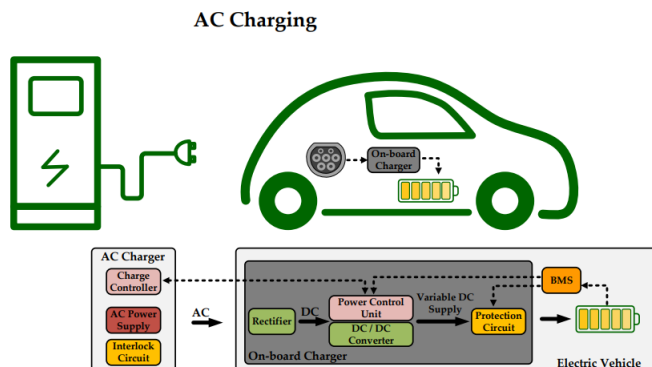 AC Charging
On-board
Charger
AC Charger
Charge
Controller
AC Power
Supply
Interlock
Circuit
AC
Rectifier
DC
Power Control
Unit
DC / DC
Converter
Variable DC
Supply
Protection
Circuit
BMS
On-board Charger
Electric Vehicle